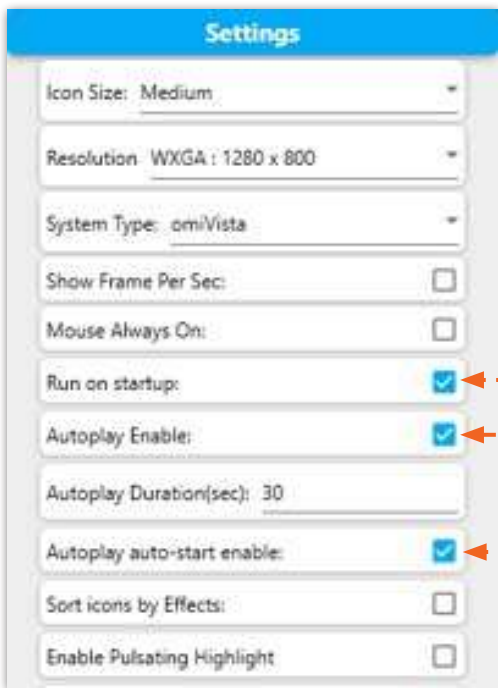 Settings
Icon Size: Medium
Resolution WXGA : 1280 x 800
System Type: omiVista
Show Frame Per Sec:
Mouse Always On:
Run on startup:
Autoplay Enable:
Autoplay Duration(sec): 30
Autoplay auto-start enable:
Sort icons by Effects:
Enable Pulsating Highlight